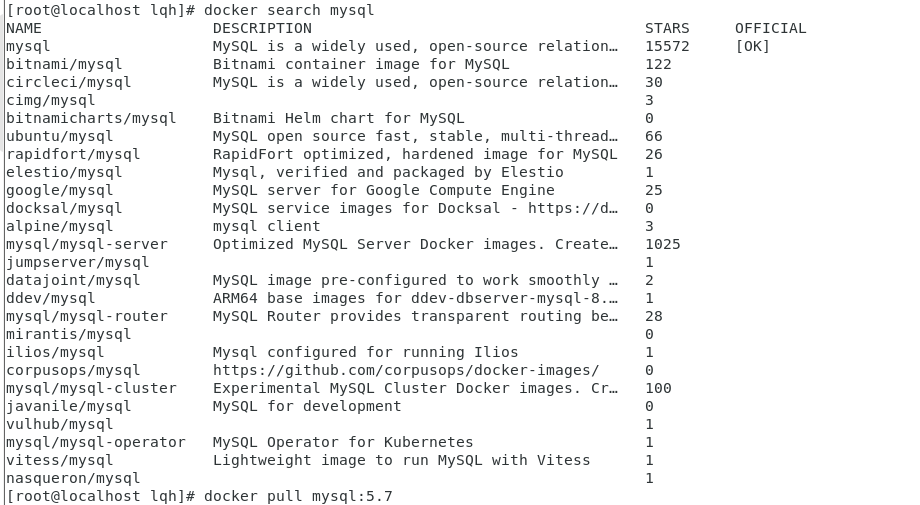 [root@localhost lqh]# docker search mysql
NAME                   DESCRIPTION                                     STARS     OFFICIAL
mysql                  MySQL is a widely used, open-source relation…   15572     [OK]
bitnami/mysql          Bitnami container image for MySQL               122
circleci/mysql         MySQL is a widely used, open-source relation…   30
cimg/mysql                                                             3
bitnamicharts/mysql    Bitnami Helm chart for MySQL                    0
ubuntu/mysql           MySQL open source fast, stable, multi-thread…   66
rapidfort/mysql        RapidFort optimized, hardened image for MySQL   26
elestio/mysql          Mysql, verified and packaged by Elestio         1
google/mysql           MySQL server for Google Compute Engine          25
docksal/mysql          MySQL service images for Docksal - https://d…   0
alpine/mysql           mysql client                                    3
mysql/mysql-server     Optimized MySQL Server Docker images. Create…   1025
jumpserver/mysql                                                       1
datajoint/mysql        MySQL image pre-configured to work smoothly …   2
ddev/mysql             ARM64 base images for ddev-dbserver-mysql-8.…   1
mysql/mysql-router     MySQL Router provides transparent routing be…   28
mirantis/mysql                                                         0
ilios/mysql            Mysql configured for running Ilios              1
corpusops/mysql        https://github.com/corpusops/docker-images/     0
mysql/mysql-cluster    Experimental MySQL Cluster Docker images. Cr…   100
javanile/mysql         MySQL for development                           0
vulhub/mysql                                                           1
mysql/mysql-operator   MySQL Operator for Kubernetes                   1
vitess/mysql           Lightweight image to run MySQL with Vitess      1
nasqueron/mysql                                                        1
[root@localhost lqh]# docker pull mysql:5.7